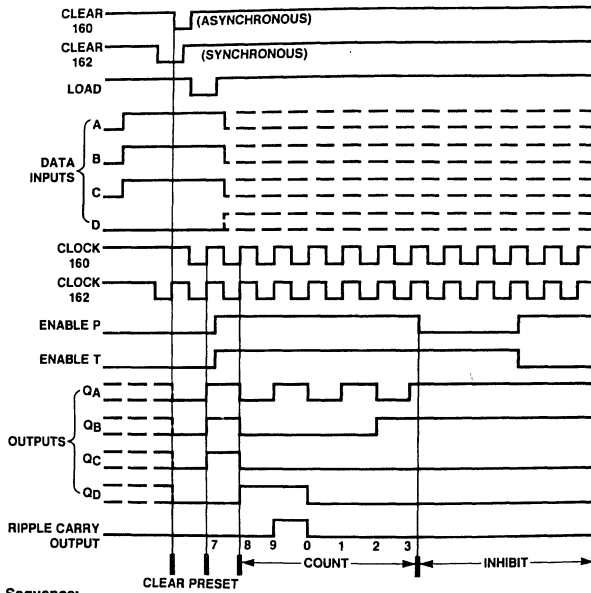 CLEAR
160
(ASYNCHRONOUS)
CLEAR
162
(SYNCHRONOUS)
LOAD
DATA
INPUTS
A
B
C
D
CLOCK
160
CLOCK
162
ENABLE P
ENABLE T
OUTPUTS
QA
QB
QC
QD
RIPPLE CARRY
OUTPUT
7 8 9 0 1 2 3
COUNT
INHIBIT
CLEAR PRESET
Sequence: